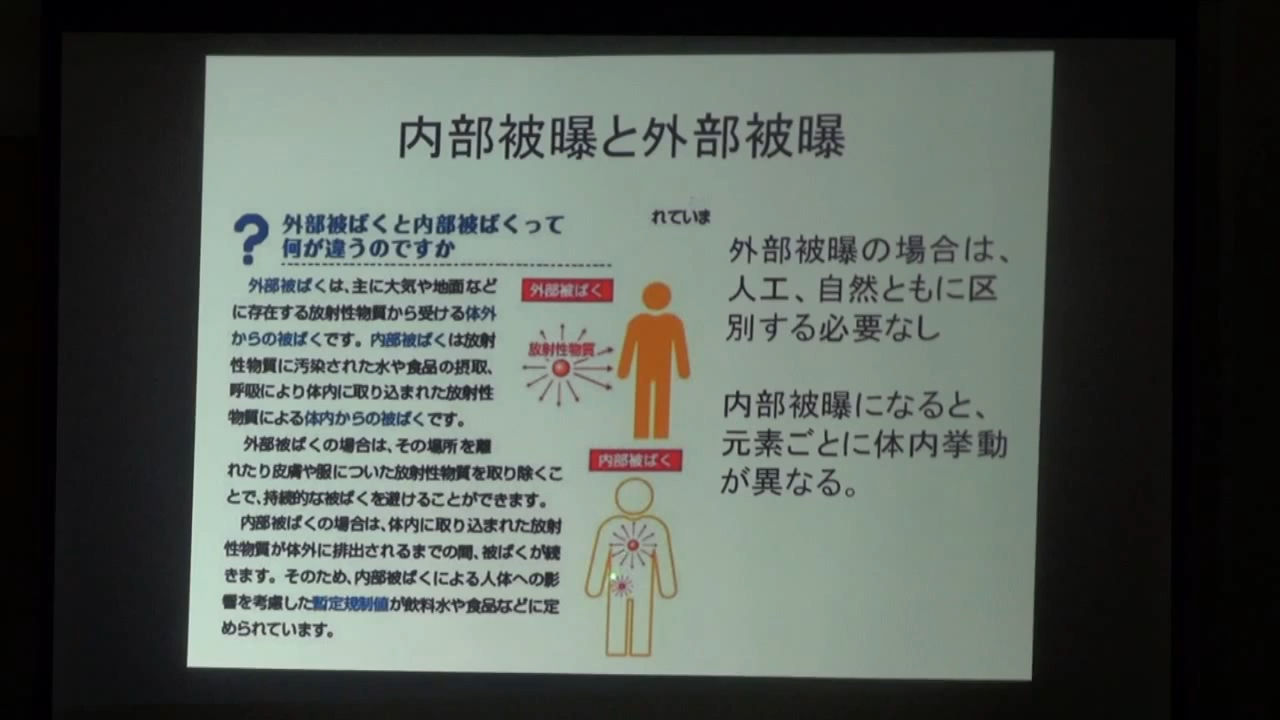 内部被曝と外部被曝
?
外部被ばくと内部被ばくって
何が違うのですか
外部被ばくは、主に大気や地面など
に存在する放射性物質から受ける体外
からの被ばくです。内部被ばくは放射
性物質に汚染された水や食品の摂取、
呼吸により体内に取り込まれた放射性
物質による体内からの被ばくです。
外部被ばくの場合は、その場所を離
れたり皮膚や服についた放射性物質を取り除くこ
とで、持続的な被ばくを避けることができます。
内部被ばくの場合は、体内に取り込まれた放射
性物質が体外に排出されるまでの間、被ばくが続
きます。そのため、内部被ばくによる人体への影
響を考慮した暫定規制値が飲料水や食品などに定
められています。
れていま
外部被ばく
放射性物質
内部被ばく
外部被曝の場合は、
人工、自然ともに区
別する必要なし
内部被曝になると、
元素ごとに体内挙動
が異なる。